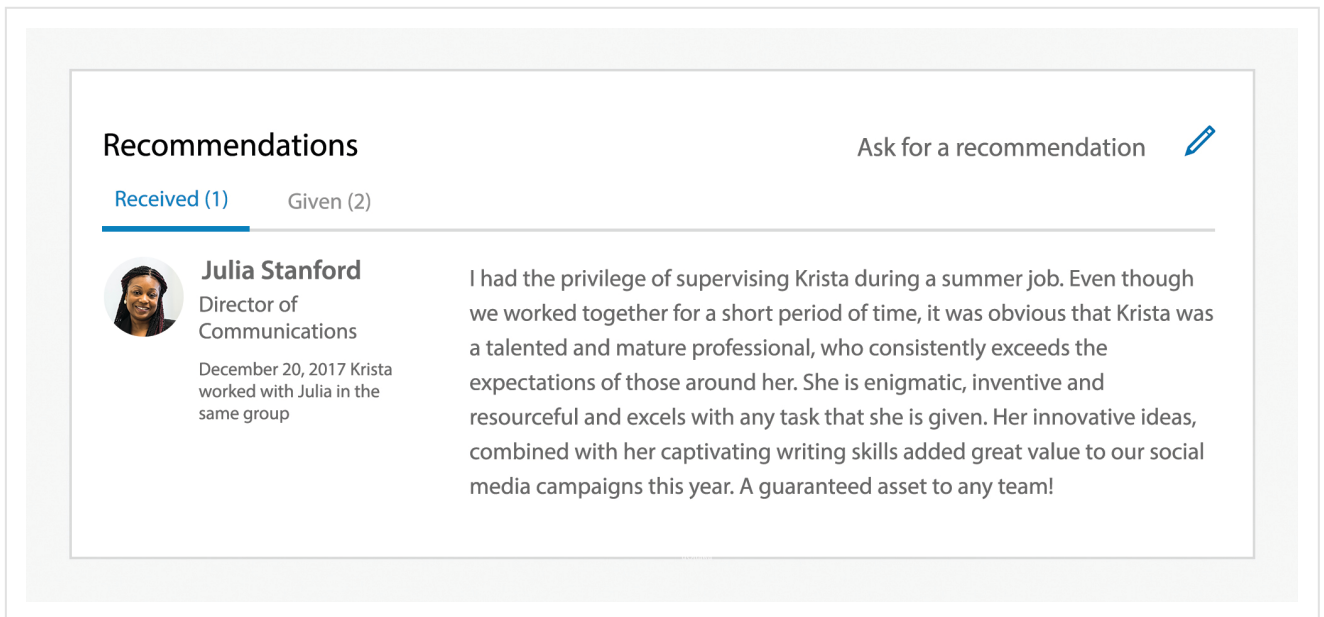 Recommendations
Ask for a recommendation
Received (1)
Given (2)
Julia Stanford
Director of
Communications
December 20, 2017 Krista
worked with Julia in the
same group
I had the privilege of supervising Krista during a summer job. Even though
we worked together for a short period of time, it was obvious that Krista was
a talented and mature professional, who consistently exceeds the
expectations of those around her. She is enigmatic, inventive and
resourceful and excels with any task that she is given. Her innovative ideas,
combined with her captivating writing skills added great value to our social
media campaigns this year. A guaranteed asset to any team!